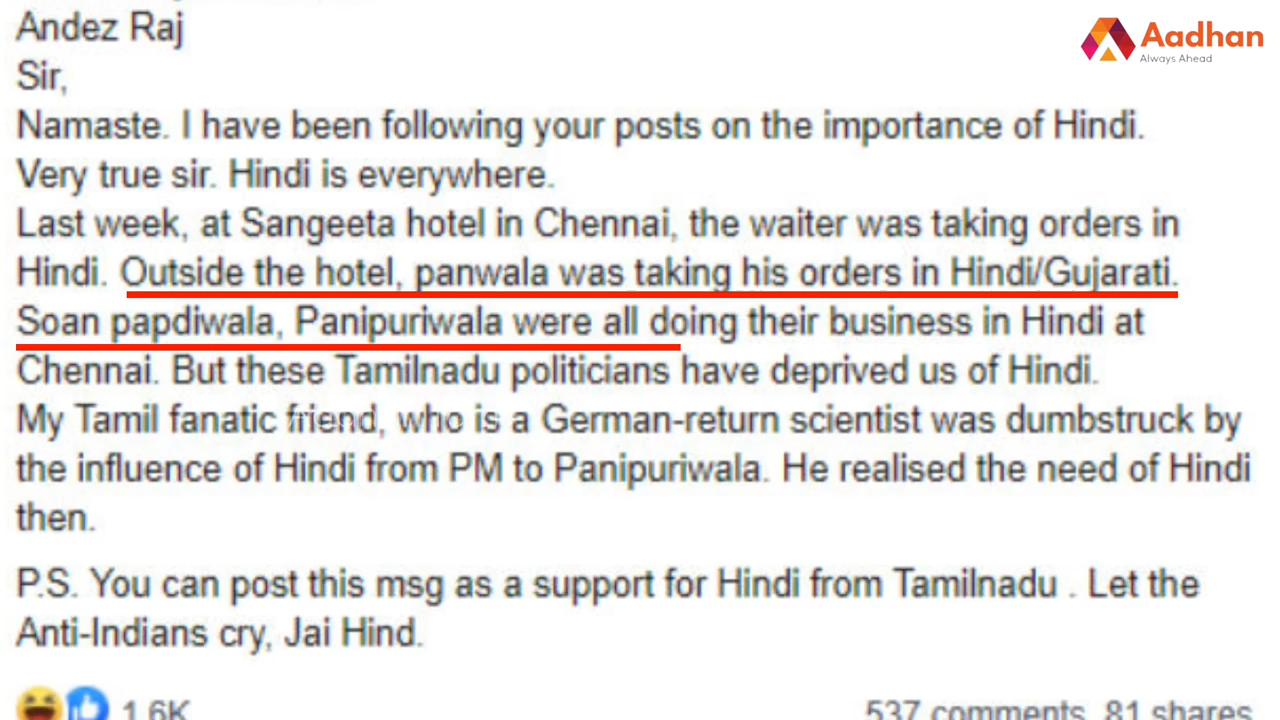 Andez Raj
Aadhan
Always Ahead
Sir,
Namaste. I have been following your posts on the importance of Hindi.
Very true sir. Hindi is everywhere.
Last week, at Sangeeta hotel in Chennai, the waiter was taking orders in
Hindi. Outside the hotel, panwala was taking his orders in Hindi/Gujarati.
Soan papdiwala, Panipuriwala were all doing their business in Hindi at
Chennai. But these Tamilnadu politicians have deprived us of Hindi.
My Tamil fanatic friend, who is a German-return scientist was dumbstruck by
the influence of Hindi from PM to Panipuriwala. He realised the need of Hindi
then.
P.S. You can post this msg as a support for Hindi from Tamilnadu . Let the
Anti-Indians cry, Jai Hind.
1.6K
537 comments 81 shares